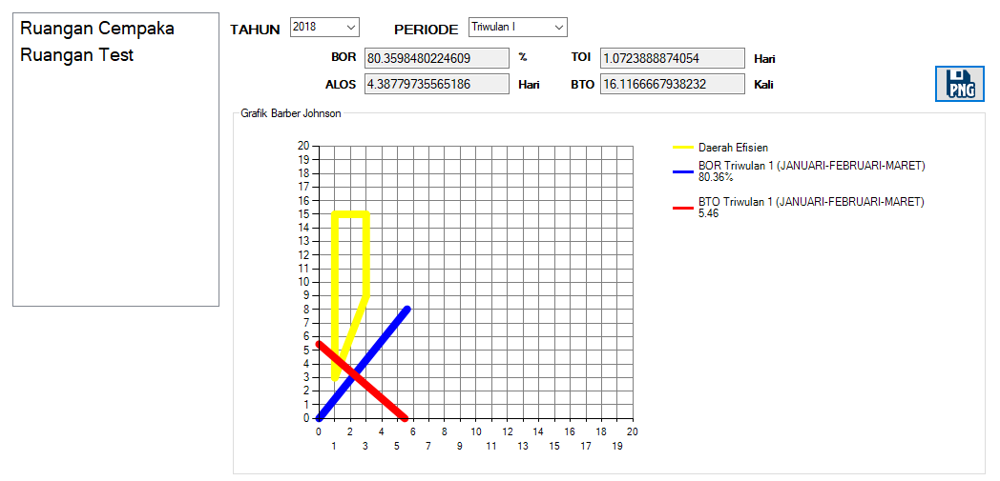 Ruangan Cempaka
Ruangan Test
TAHUN 2018 PERIODE Triwulan I
BOR 80.3598480224609 % TOI 1.0723888874054 Hari
ALOS 4.38779735565186 Hari BTO 16.1166667938232 Kali
PNG
Grafik Barber Johnson
20
19
18
17
16
15
14
13
12
11
10
9
8
7
6
5
4
3
2
1
0
0 2 4 6 8 10 12 14 16 18 20
1 3 5 7 9 11 13 15 17 19
Daerah Efisien
BOR Triwulan 1 (JANUARI-FEBRUARI-MARET)
80.36%
BTO Triwulan 1 (JANUARI-FEBRUARI-MARET)
5.46